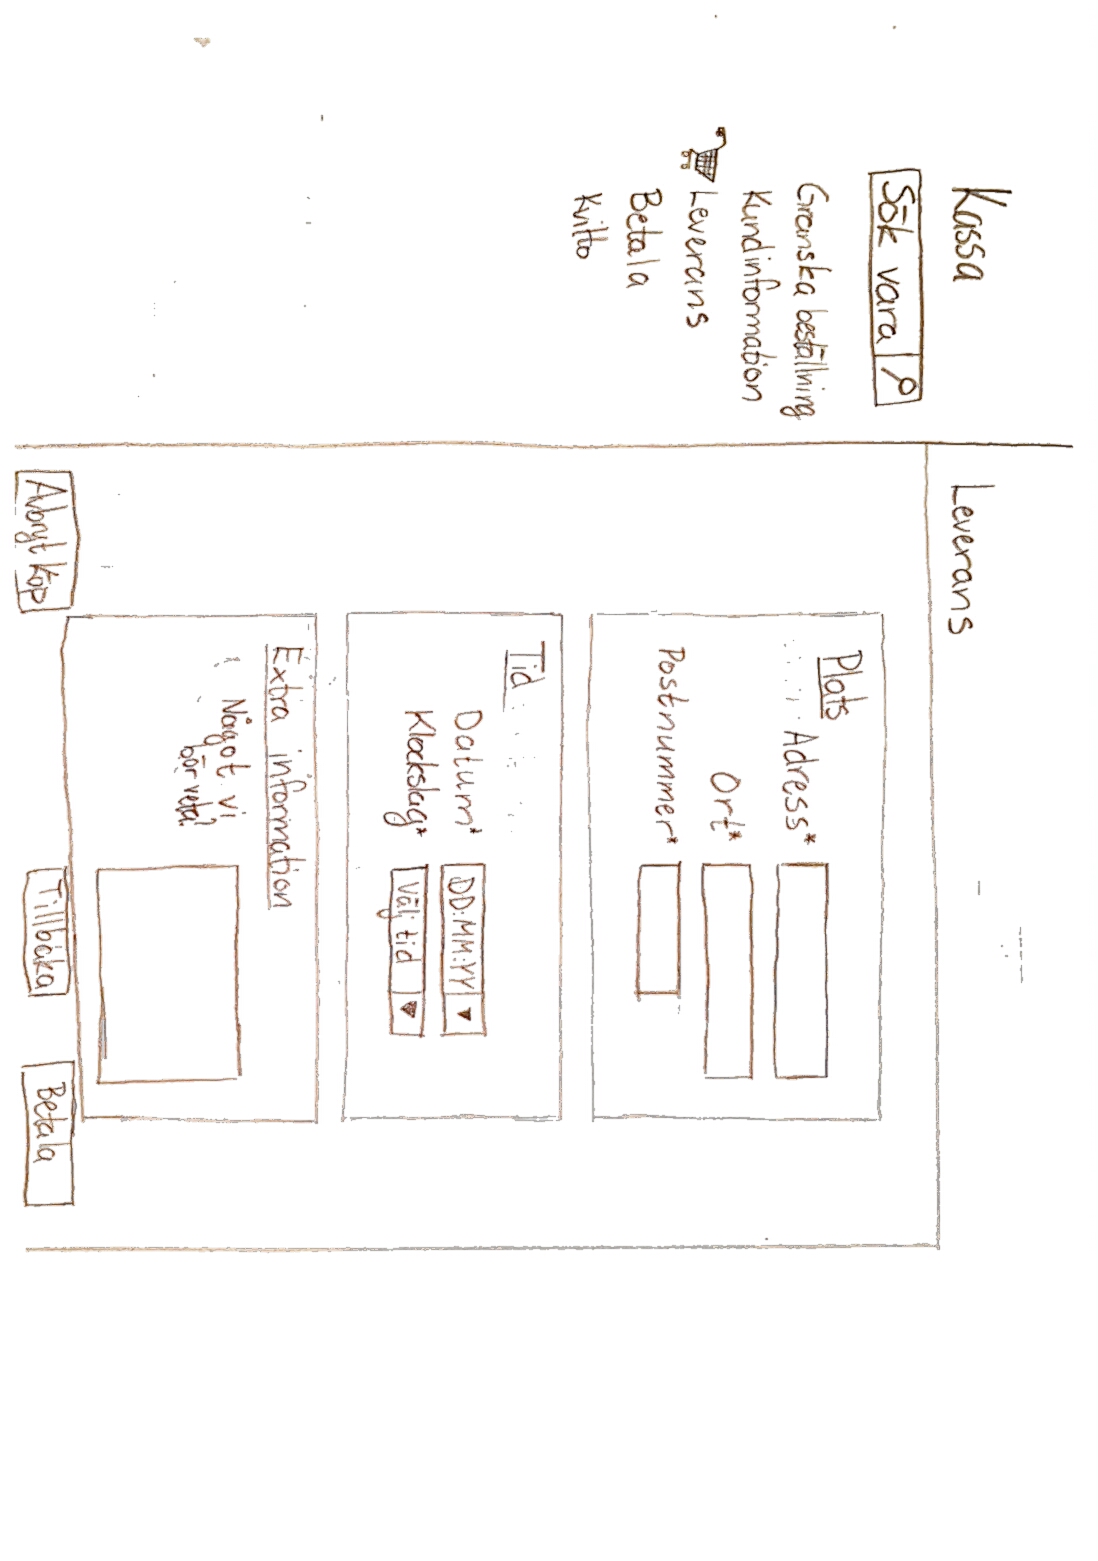 Kassa
Sök vara
Granska beställning
Kundinformation
Leverans
Betala
Kvitto
Leverans
Plats
Adress*
Ort*
Postnummer*
Tid
Datum*
DD:MM:YY
Klockslag*
Välj tid
Extra information
Något vi
bör veta?
Avbryt köp
Tillbaka
Betala